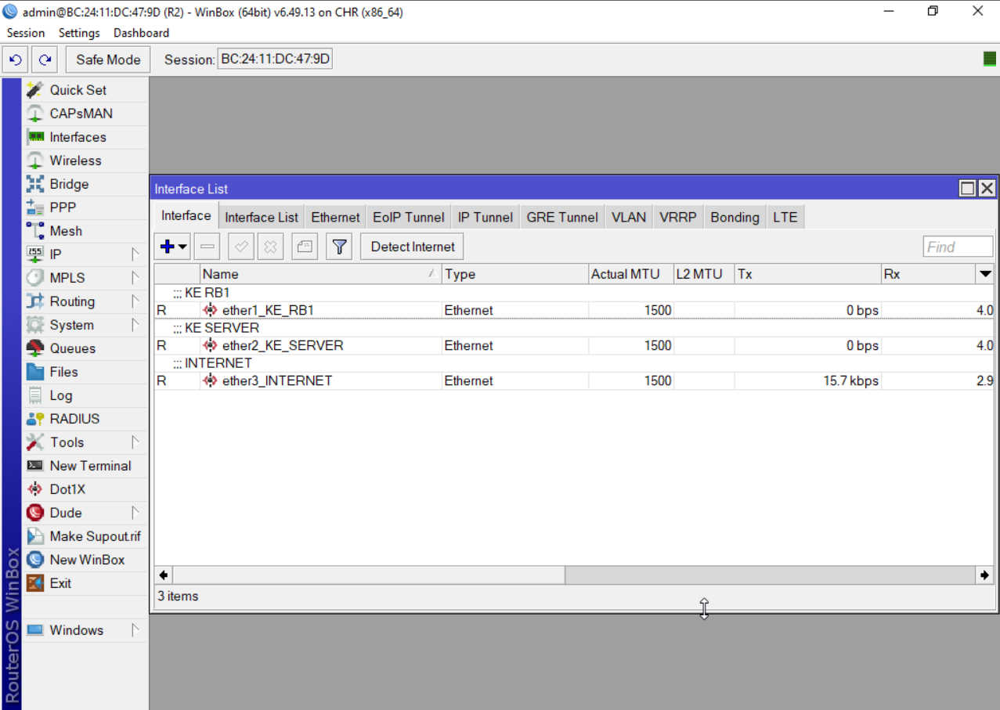 admin@BC:24:11:DC:47:9D (R2) - WinBox (64bit) v6.49.13 on CHR (x86_64)
Session Settings Dashboard
Safe Mode Session: BC:24:11:DC:47:9D
Quick Set
CAPsMAN
Interfaces
Wireless
Bridge
PPP
Mesh
255 IP
MPLS
Routing
System
Queues
Files
Log
RADIUS
Tools
New Terminal
Dot1X
Dude
Make Supout.rif
New WinBox
Exit
Windows
RouterOS WinBox
Interface List
Interface Interface List Ethernet EoIP Tunnel IP Tunnel GRE Tunnel VLAN VRRP Bonding LTE
Detect Internet Find
Name Type Actual MTU L2 MTU Tx Rx
;;; KE RB1
R ether1_KE_RB1 Ethernet 1500 0 bps 4.0
;;; KE SERVER
R ether2_KE_SERVER Ethernet 1500 0 bps 4.0
;;; INTERNET
R ether3_INTERNET Ethernet 1500 15.7 kbps 2.9
3 items